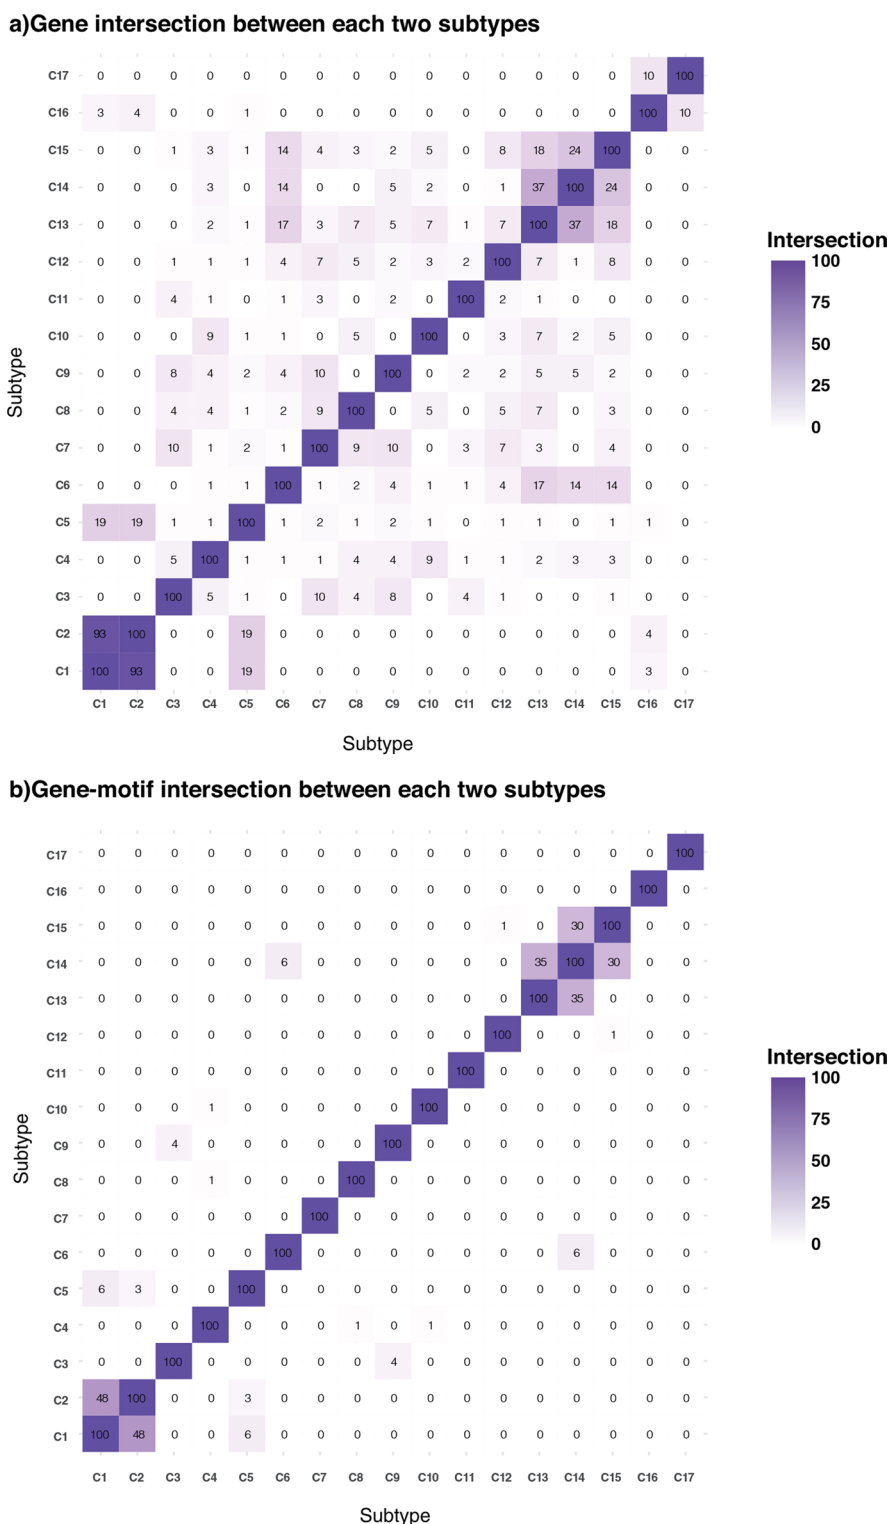 a)Gene intersection between each two subtypes
C17 0 0 0 0 0 0 0 0 0 0 0 0 0 0 0 10 100
C16 3 4 0 0 1 0 0 0 0 0 0 0 0 0 0 100 10
C15 0 0 1 3 1 14 4 3 2 5 0 8 18 24 100 0 0
C14 0 0 0 3 0 14 0 0 5 2 0 1 37 100 24 0 0
C13 0 0 0 2 1 17 3 7 5 7 1 7 100 37 18 0 0
C12 0 0 1 1 1 4 7 5 2 3 2 100 7 1 8 0 0
C11 0 0 4 1 0 1 3 0 2 0 100 2 1 0 0 0 0
C10 0 0 0 9 1 1 0 5 0 100 0 3 7 2 5 0 0
C9 0 0 8 4 2 4 10 0 100 0 2 2 5 5 2 0 0
C8 0 0 4 4 1 2 9 100 0 5 0 5 7 0 3 0 0
C7 0 0 10 1 2 1 100 9 10 0 3 7 3 0 4 0 0
C6 0 0 0 1 1 100 1 2 4 1 1 4 17 14 14 0 0
C5 19 19 1 1 100 1 2 1 2 1 0 1 1 0 1 1 0
C4 0 0 5 100 1 1 1 4 4 9 1 1 2 3 3 0 0
C3 0 0 100 5 1 0 10 4 8 0 4 1 0 0 1 0 0
C2 93 100 0 0 19 0 0 0 0 0 0 0 0 0 0 4 0
C1 100 93 0 0 19 0 0 0 0 0 0 0 0 0 0 3 0
C1 C2 C3 C4 C5 C6 C7 C8 C9 C10 C11 C12 C13 C14 C15 C16 C17
Subtype
Subtype
Intersection
100
75
50
25
0
b)Gene-motif intersection between each two subtypes
C17 0 0 0 0 0 0 0 0 0 0 0 0 0 0 0 0 100
C16 0 0 0 0 0 0 0 0 0 0 0 0 0 0 0 100 0
C15 0 0 0 0 0 0 0 0 0 0 0 1 0 30 100 0 0
C14 0 0 0 0 0 6 0 0 0 0 0 0 35 100 30 0 0
C13 0 0 0 0 0 0 0 0 0 0 0 0 100 35 0 0 0
C12 0 0 0 0 0 0 0 0 0 0 0 100 0 0 1 0 0
C11 0 0 0 0 0 0 0 0 0 0 100 0 0 0 0 0 0
C10 0 0 0 1 0 0 0 0 0 100 0 0 0 0 0 0 0
C9 0 0 4 0 0 0 0 0 100 0 0 0 0 0 0 0 0
C8 0 0 0 1 0 0 0 100 0 0 0 0 0 0 0 0 0
C7 0 0 0 0 0 0 100 0 0 0 0 0 0 0 0 0 0
C6 0 0 0 0 0 100 0 0 0 0 0 0 0 6 0 0 0
C5 6 3 0 0 100 0 0 0 0 0 0 0 0 0 0 0 0
C4 0 0 0 100 0 0 0 1 0 1 0 0 0 0 0 0 0
C3 0 0 100 0 0 0 0 0 4 0 0 0 0 0 0 0 0
C2 48 100 0 0 3 0 0 0 0 0 0 0 0 0 0 0 0
C1 100 48 0 0 6 0 0 0 0 0 0 0 0 0 0 0 0
C1 C2 C3 C4 C5 C6 C7 C8 C9 C10 C11 C12 C13 C14 C15 C16 C17
Subtype
Subtype
Intersection
100
75
50
25
0